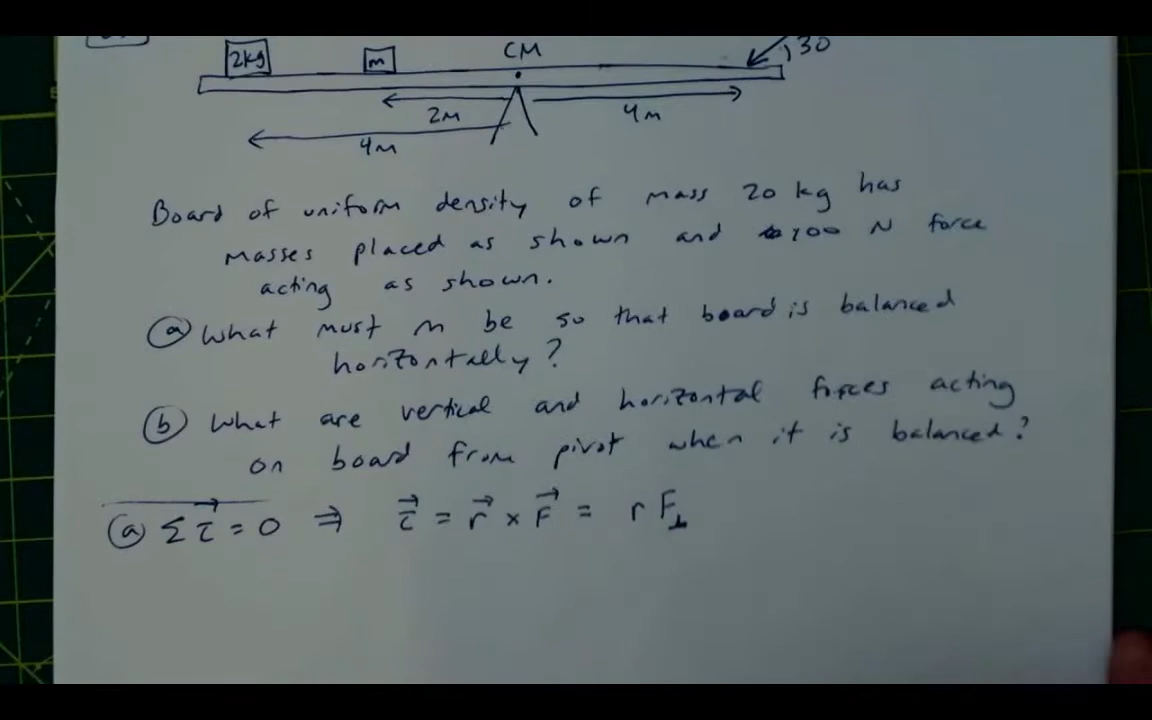 2kg m CM 30
2m 4m
4m
Board of uniform density of mass 20 kg has
masses placed as shown and 100 N force
acting as shown.
(a) What must m be so that board is balanced
horizontally?
(b) What are vertical and horizontal forces acting
on board from pivot when it is balanced?
(a) Σ τ⃗ = 0 ⇒ τ⃗ = r⃗ × F⃗ = r F⊥